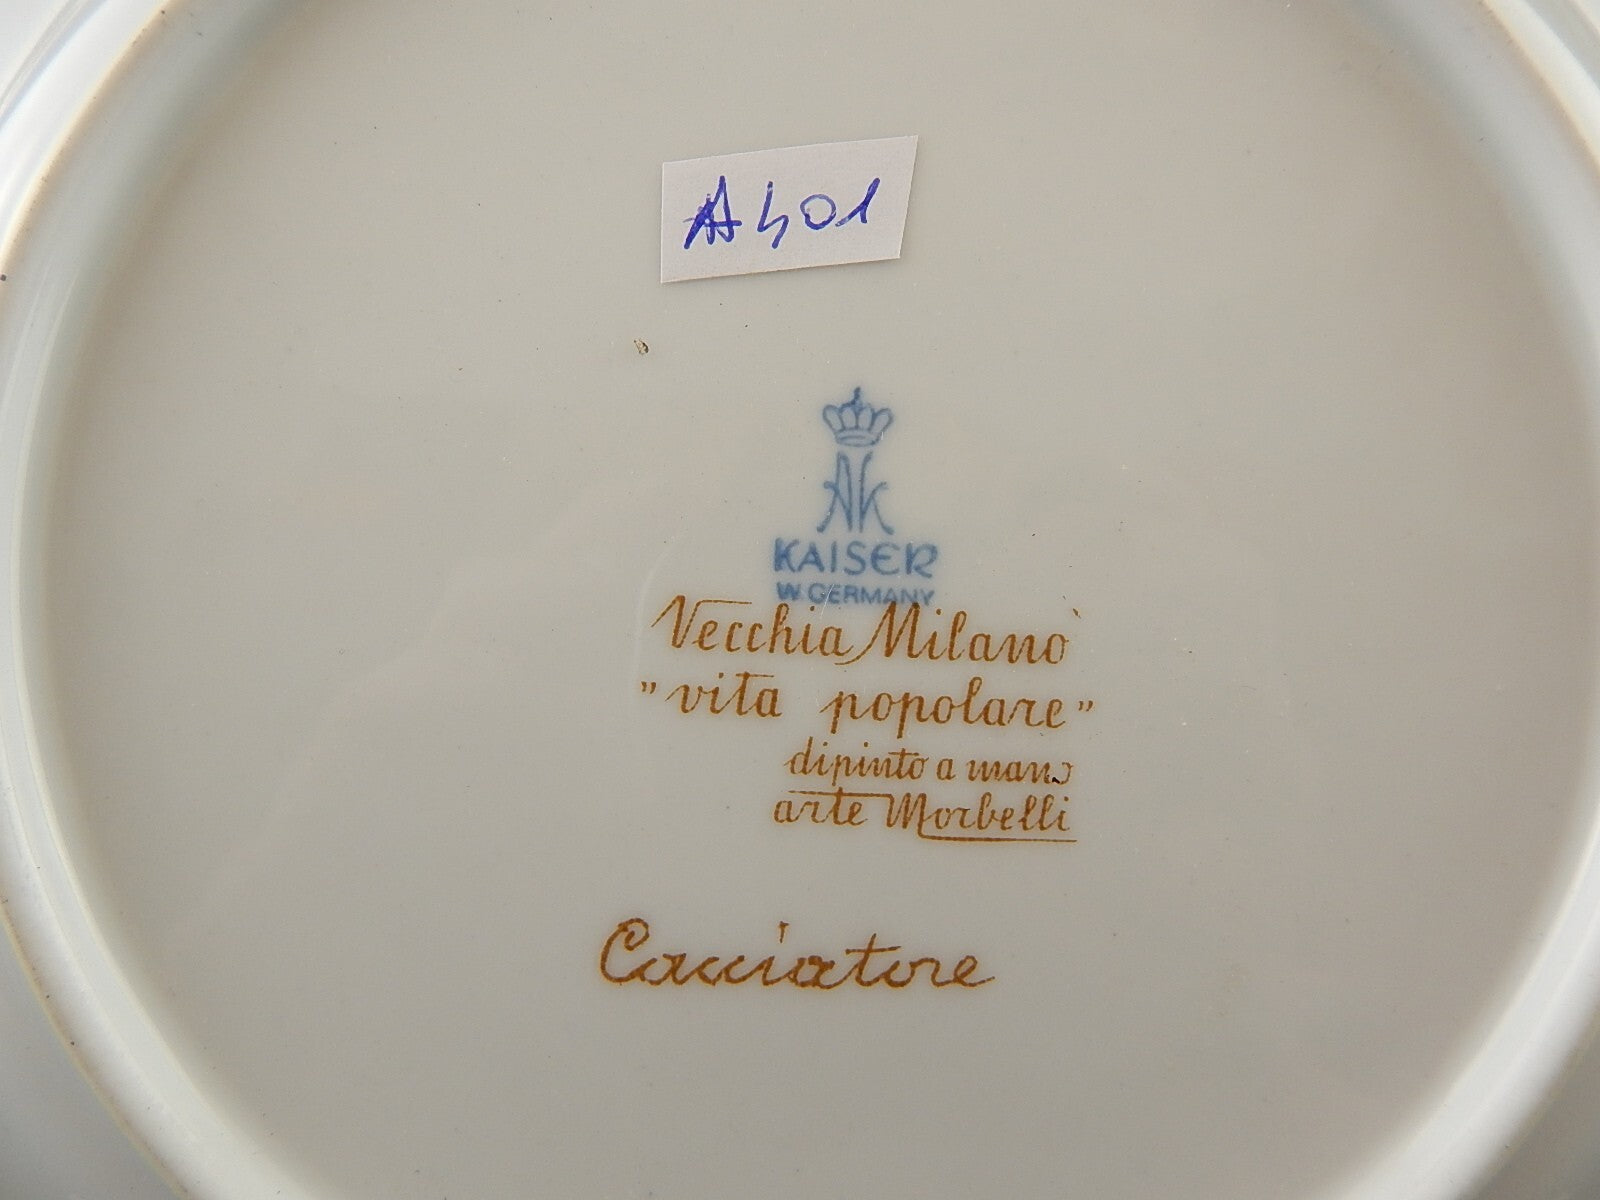 A401
AK
KAISER
W. GERMANY
Vecchia Milano
"vita popolare"
dipinto a mano
arte Morbelli
Cacciatore